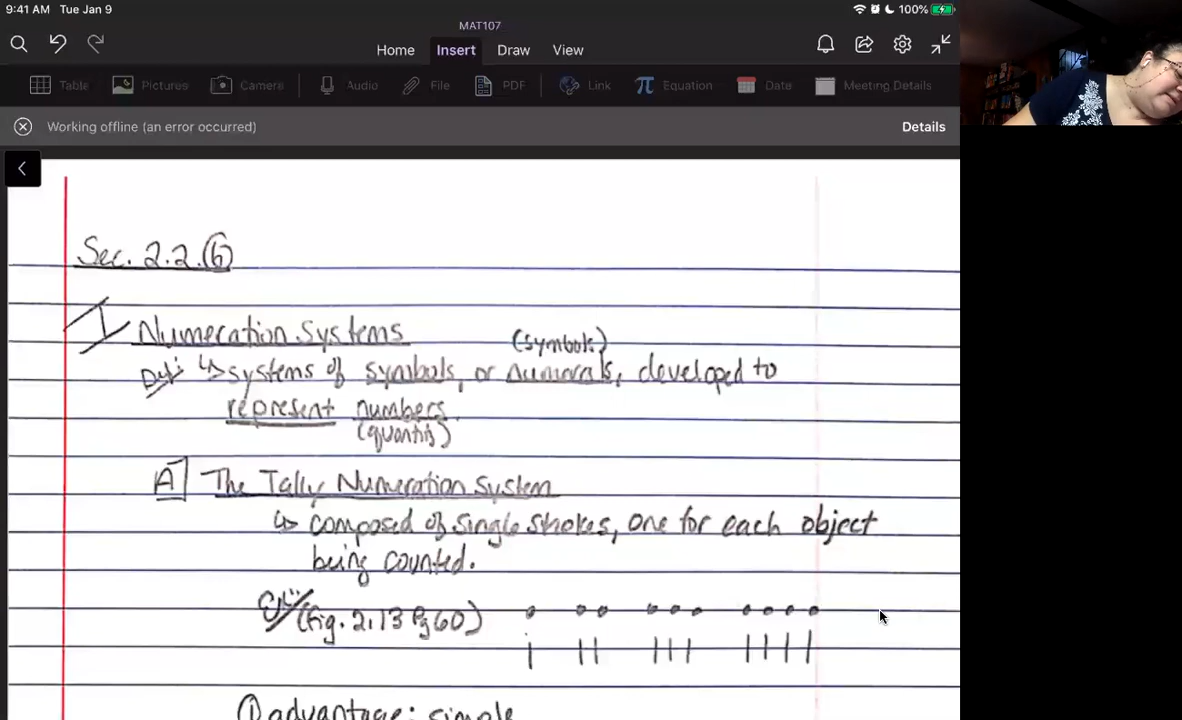 9:41 AM Tue Jan 9
100%
MAT107
Home Insert Draw View
Table Pictures Camera Audio File PDF Link Equation Date Meeting Details
Working offline (an error occurred)
Details
Sec. 2.2.(b)
I Numeration Systems
(symbols)
Def: ↳ systems of symbols, or numerals, developed to
represent numbers
(quantity)
A The Tally Numeration System
↳ composed of single strokes, one for each object
being counted.
(Fig. 2.13 Pg 60)
| || ||| ||||
① advantage: simple